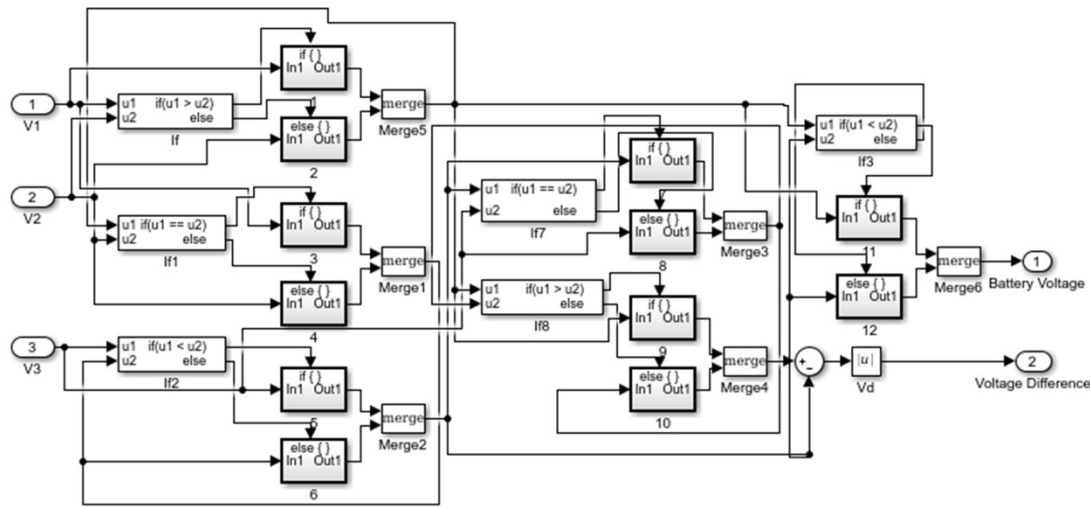 1
V1
u1 if(u1 > u2)
u2 else
If
if { }
In1 Out1
1
else { }
In1 Out1
2
merge
Merge5
2
V2
u1 if(u1 == u2)
u2 else
If1
if { }
In1 Out1
3
else { }
In1 Out1
4
merge
Merge1
3
V3
u1 if(u1 < u2)
u2 else
If2
if { }
In1 Out1
5
else { }
In1 Out1
6
merge
Merge2
u1 if(u1 == u2)
u2 else
If7
if { }
In1 Out1
7
else { }
In1 Out1
8
merge
Merge3
u1 if(u1 > u2)
u2 else
If8
if { }
In1 Out1
9
else { }
In1 Out1
10
merge
Merge4
u1 if(u1 < u2)
u2 else
If3
if { }
In1 Out1
11
else { }
In1 Out1
12
merge
Merge6
1
Battery Voltage
+
−
|u|
Vd
2
Voltage Difference